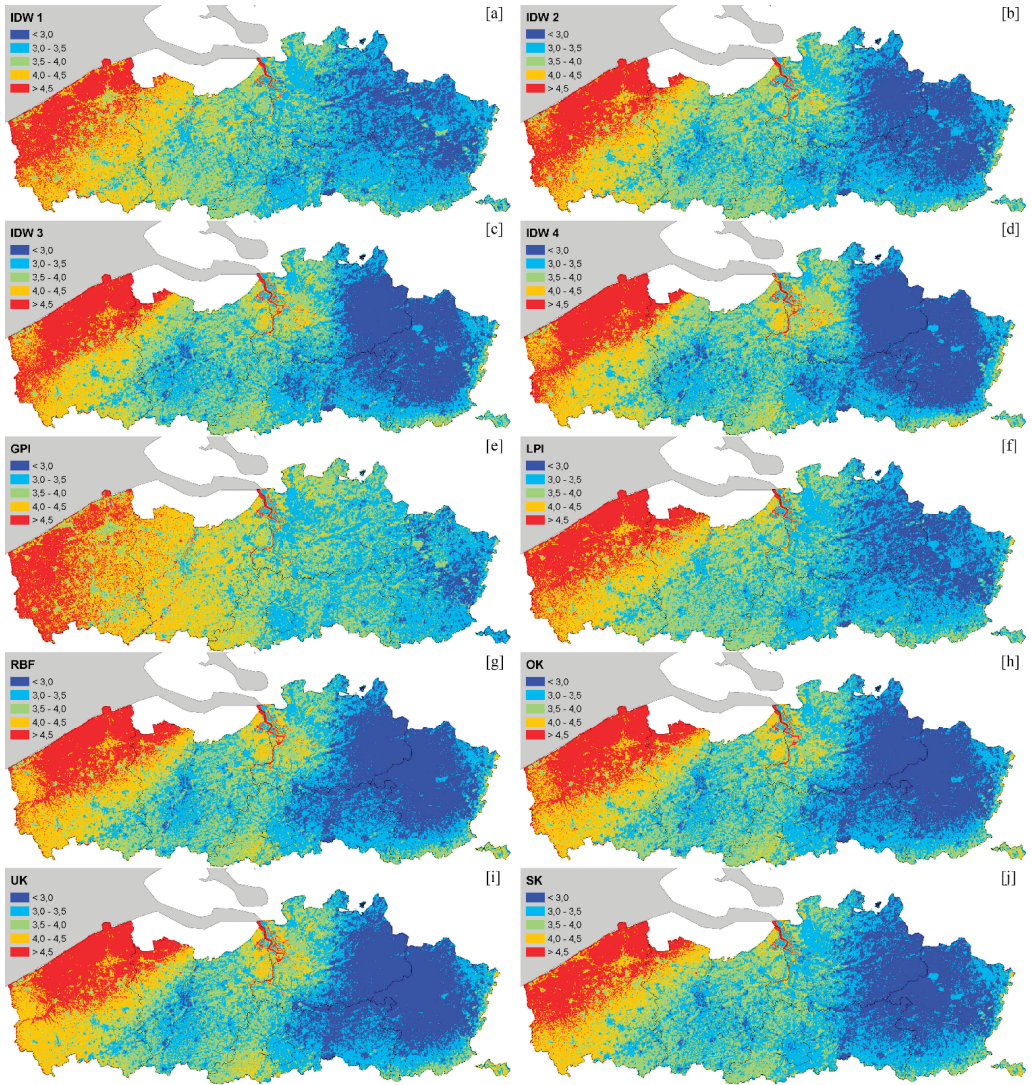 IDW 1
[a]
< 3,0
3,0 - 3,5
3,5 - 4,0
4,0 - 4,5
> 4,5
IDW 2
[b]
< 3,0
3,0 - 3,5
3,5 - 4,0
4,0 - 4,5
> 4,5
IDW 3
[c]
< 3,0
3,0 - 3,5
3,5 - 4,0
4,0 - 4,5
> 4,5
IDW 4
[d]
< 3,0
3,0 - 3,5
3,5 - 4,0
4,0 - 4,5
> 4,5
GPI
[e]
< 3,0
3,0 - 3,5
3,5 - 4,0
4,0 - 4,5
> 4,5
LPI
[f]
< 3,0
3,0 - 3,5
3,5 - 4,0
4,0 - 4,5
> 4,5
RBF
[g]
< 3,0
3,0 - 3,5
3,5 - 4,0
4,0 - 4,5
> 4,5
OK
[h]
< 3,0
3,0 - 3,5
3,5 - 4,0
4,0 - 4,5
> 4,5
UK
[i]
< 3,0
3,0 - 3,5
3,5 - 4,0
4,0 - 4,5
> 4,5
SK
[j]
< 3,0
3,0 - 3,5
3,5 - 4,0
4,0 - 4,5
> 4,5